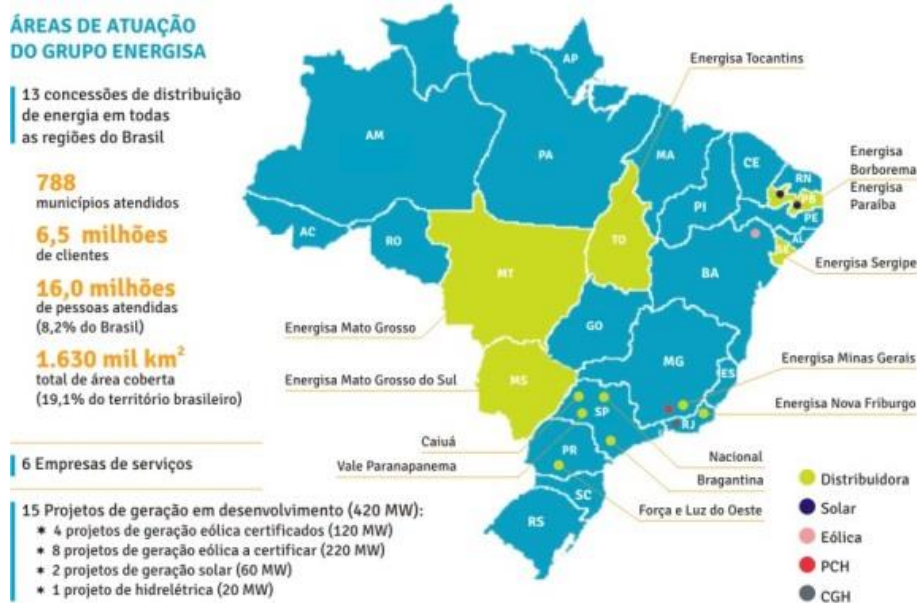 ÁREAS DE ATUAÇÃO
DO GRUPO ENERGISA
13 concessões de distribuição
de energia em todas
as regiões do Brasil
788
municípios atendidos
6,5 milhões
de clientes
16,0 milhões
de pessoas atendidas
(8,2% do Brasil)
1.630 mil km²
total de área coberta
(19,1% do território brasileiro)
6 Empresas de serviços
15 Projetos de geração em desenvolvimento (420 MW):
* 4 projetos de geração eólica certificados (120 MW)
* 8 projetos de geração eólica a certificar (220 MW)
* 2 projetos de geração solar (60 MW)
* 1 projeto de hidrelétrica (20 MW)
AP
Energisa Tocantins
AM
PA
MA
CE
RN
Energisa
Borborema
Energisa
Paraíba
PB
PE
PI
AL
SE
AC
RO
TO
MT
BA
Energisa Sergipe
GO
Energisa Mato Grosso
MG
ES
Energisa Minas Gerais
Energisa Mato Grosso do Sul
MS
SP
RJ
Energisa Nova Friburgo
Caiuá
Vale Paranapanema
PR
Nacional
Bragantina
Força e Luz do Oeste
SC
RS
Distribuidora
Solar
Eólica
PCH
CGH